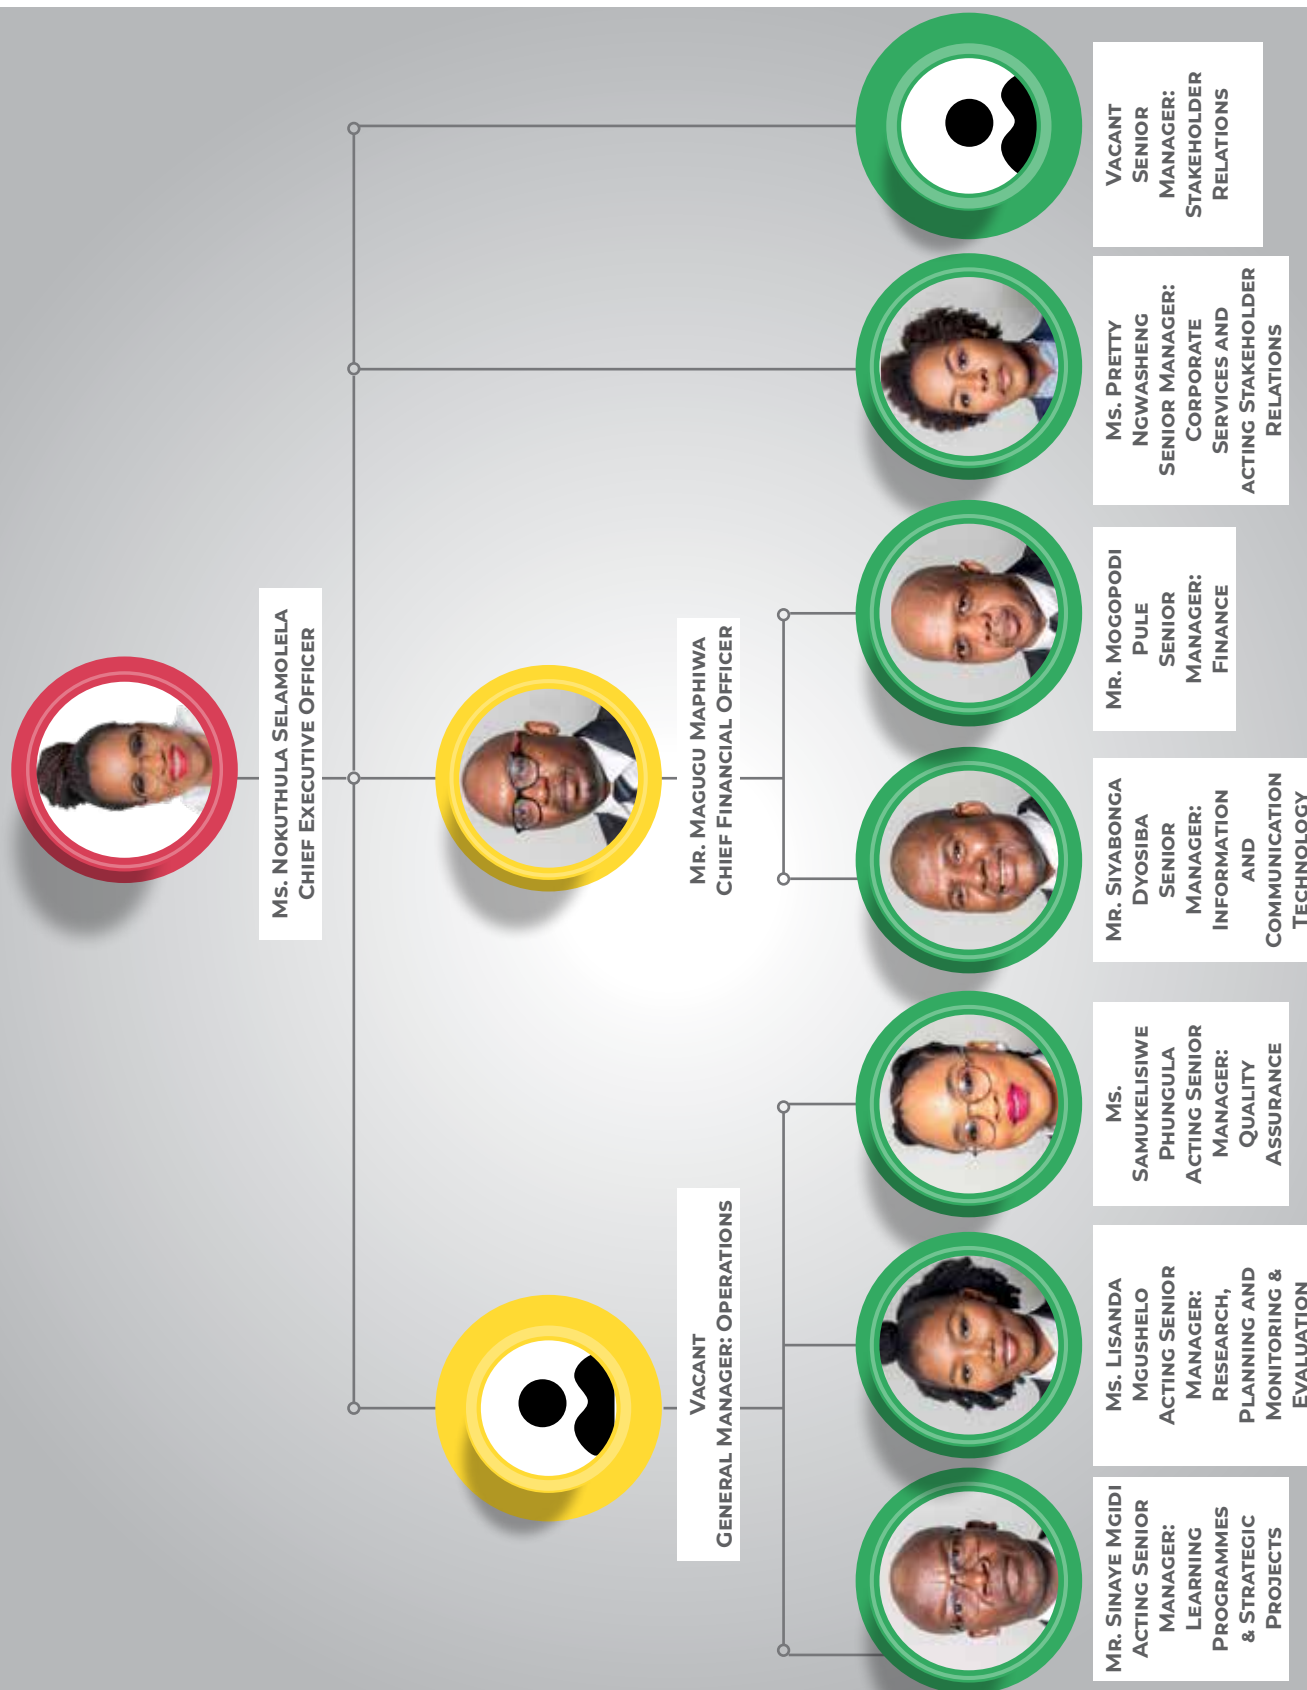 Ms. Nokuthula Selamolela
Chief Executive Officer
Vacant
General Manager: Operations
Mr. Magugu Maphiwa
Chief Financial Officer
Mr. Sinaye Mgidi
Acting Senior
Manager:
Learning
Programmes
& Strategic
Projects
Ms. Lisanda
Mgushelo
Acting Senior
Manager:
Research,
Planning and
Monitoring &
Evaluation
Ms.
Samukelisiwe
Phungula
Acting Senior
Manager:
Quality
Assurance
Mr. Siyabonga
Dyosiba
Senior
Manager:
Information
and
Communication
Technology
Mr. Mogopodi
Pule
Senior
Manager:
Finance
Ms. Pretty
Ngwasheng
Senior Manager:
Corporate
Services and
Acting Stakeholder
Relations
Vacant
Senior
Manager:
Stakeholder
Relations